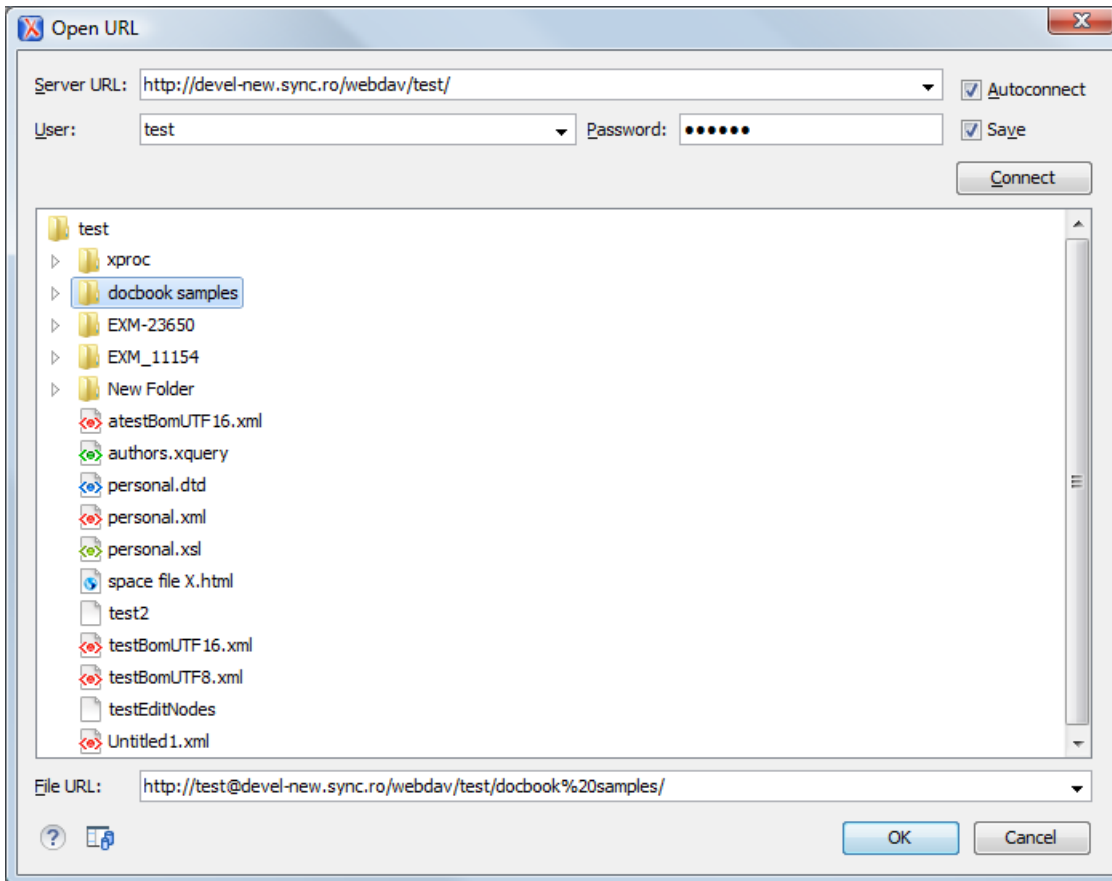 Open URL
Server URL: http://devel-new.sync.ro/webdav/test/ Autoconnect
User: test Password: ●●●●●● Save
Connect
test
xproc
docbook samples
EXM-23650
EXM_11154
New Folder
atestBomUTF16.xml
authors.xquery
personal.dtd
personal.xml
personal.xsl
space file X.html
test2
testBomUTF16.xml
testBomUTF8.xml
testEditNodes
Untitled1.xml
File URL: http://test@devel-new.sync.ro/webdav/test/docbook%20samples/
OK Cancel